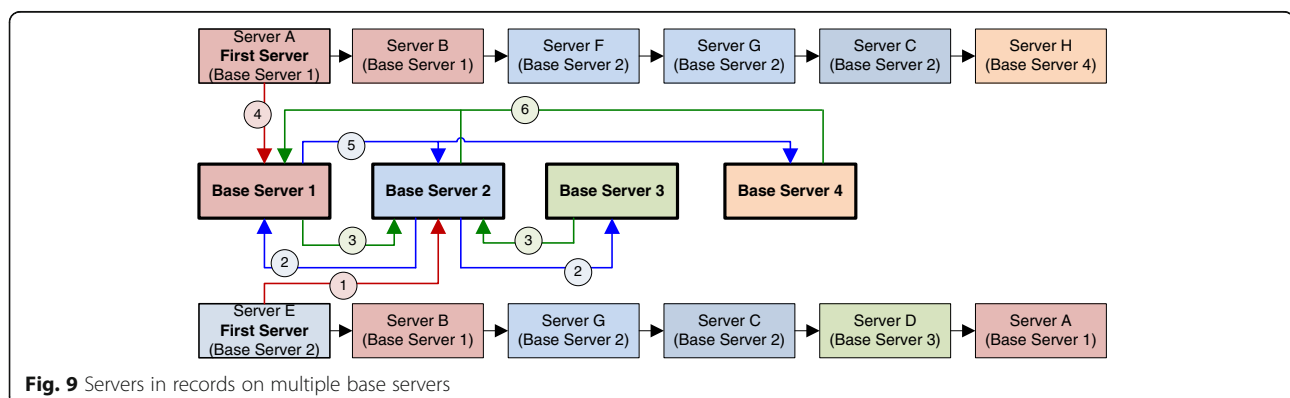 Server A
First Server
(Base Server 1)
Server B
(Base Server 1)
Server F
(Base Server 2)
Server G
(Base Server 2)
Server C
(Base Server 2)
Server H
(Base Server 4)
4
6
5
Base Server 1
Base Server 2
Base Server 3
Base Server 4
3
3
2
2
1
Server E
First Server
(Base Server 2)
Server B
(Base Server 1)
Server G
(Base Server 2)
Server C
(Base Server 2)
Server D
(Base Server 3)
Server A
(Base Server 1)
Fig. 9 Servers in records on multiple base servers